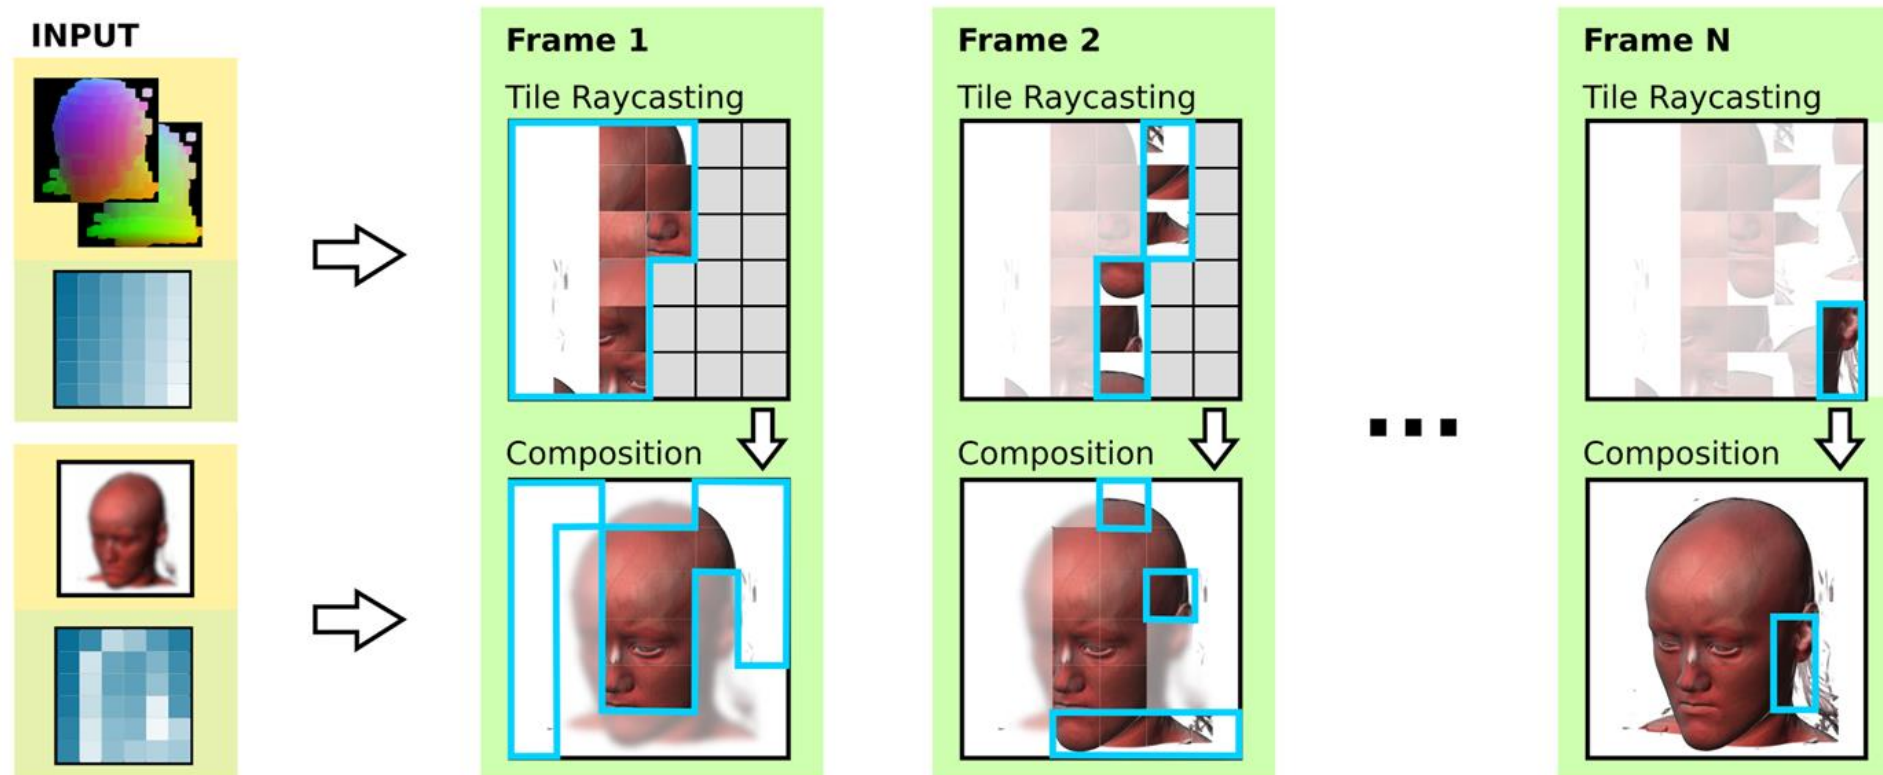 INPUT
Frame 1
Tile Raycasting
Composition
Frame 2
Tile Raycasting
Composition
...
Frame N
Tile Raycasting
Composition